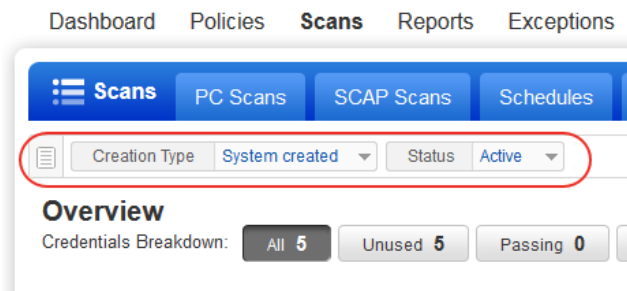 Dashboard Policies Scans Reports Exceptions
Scans PC Scans SCAP Scans Schedules
Creation Type System created Status Active
Overview
Credentials Breakdown: All 5 Unused 5 Passing 0